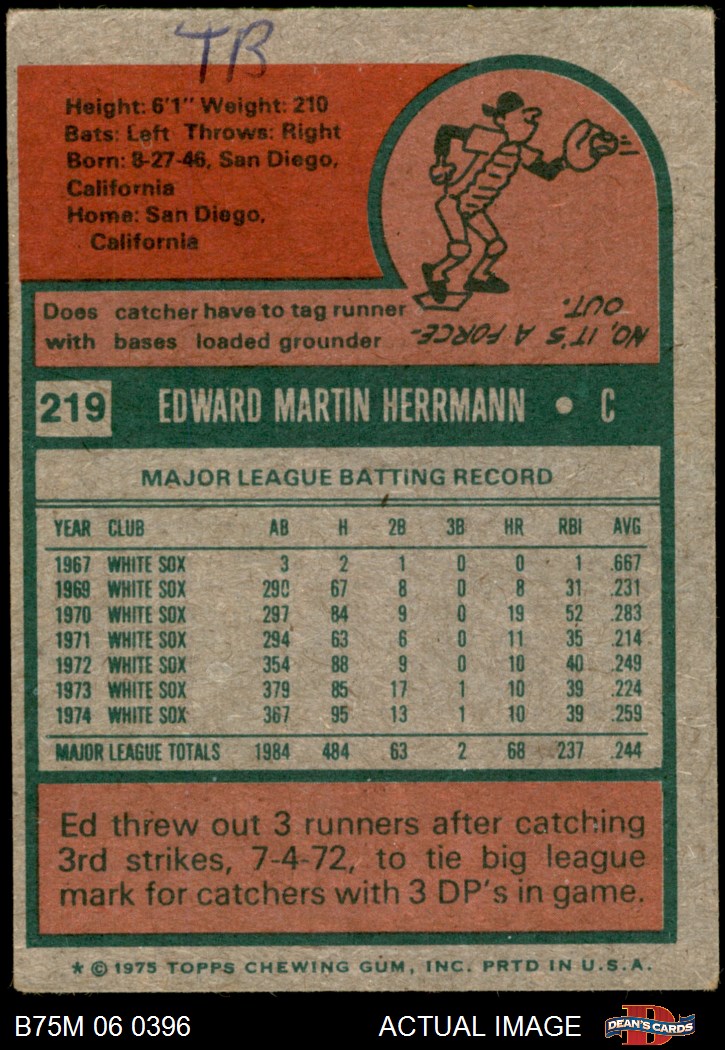 TB
Height: 6'1" Weight: 210
Bats: Left Throws: Right
Born: 8-27-46, San Diego,
California
Home: San Diego,
California
Does catcher have to tag runner
with bases loaded grounder
NO, IT'S A FORCE-
OUT.
219 EDWARD MARTIN HERRMANN • C
MAJOR LEAGUE BATTING RECORD
YEAR CLUB AB H 2B 3B HR RBI AVG
1967 WHITE SOX 3 2 1 0 0 1 .667
1969 WHITE SOX 290 67 8 0 8 31 .231
1970 WHITE SOX 297 84 9 0 19 52 .283
1971 WHITE SOX 294 63 6 0 11 35 .214
1972 WHITE SOX 354 88 9 0 10 40 .249
1973 WHITE SOX 379 85 17 1 10 39 .224
1974 WHITE SOX 367 95 13 1 10 39 .259
MAJOR LEAGUE TOTALS 1984 484 63 2 68 237 .244
Ed threw out 3 runners after catching
3rd strikes, 7-4-72, to tie big league
mark for catchers with 3 DP's in game.
* © 1975 TOPPS CHEWING GUM, INC. PRTD IN U.S.A.
B75M 06 0396 ACTUAL IMAGE DEAN'S CARDS